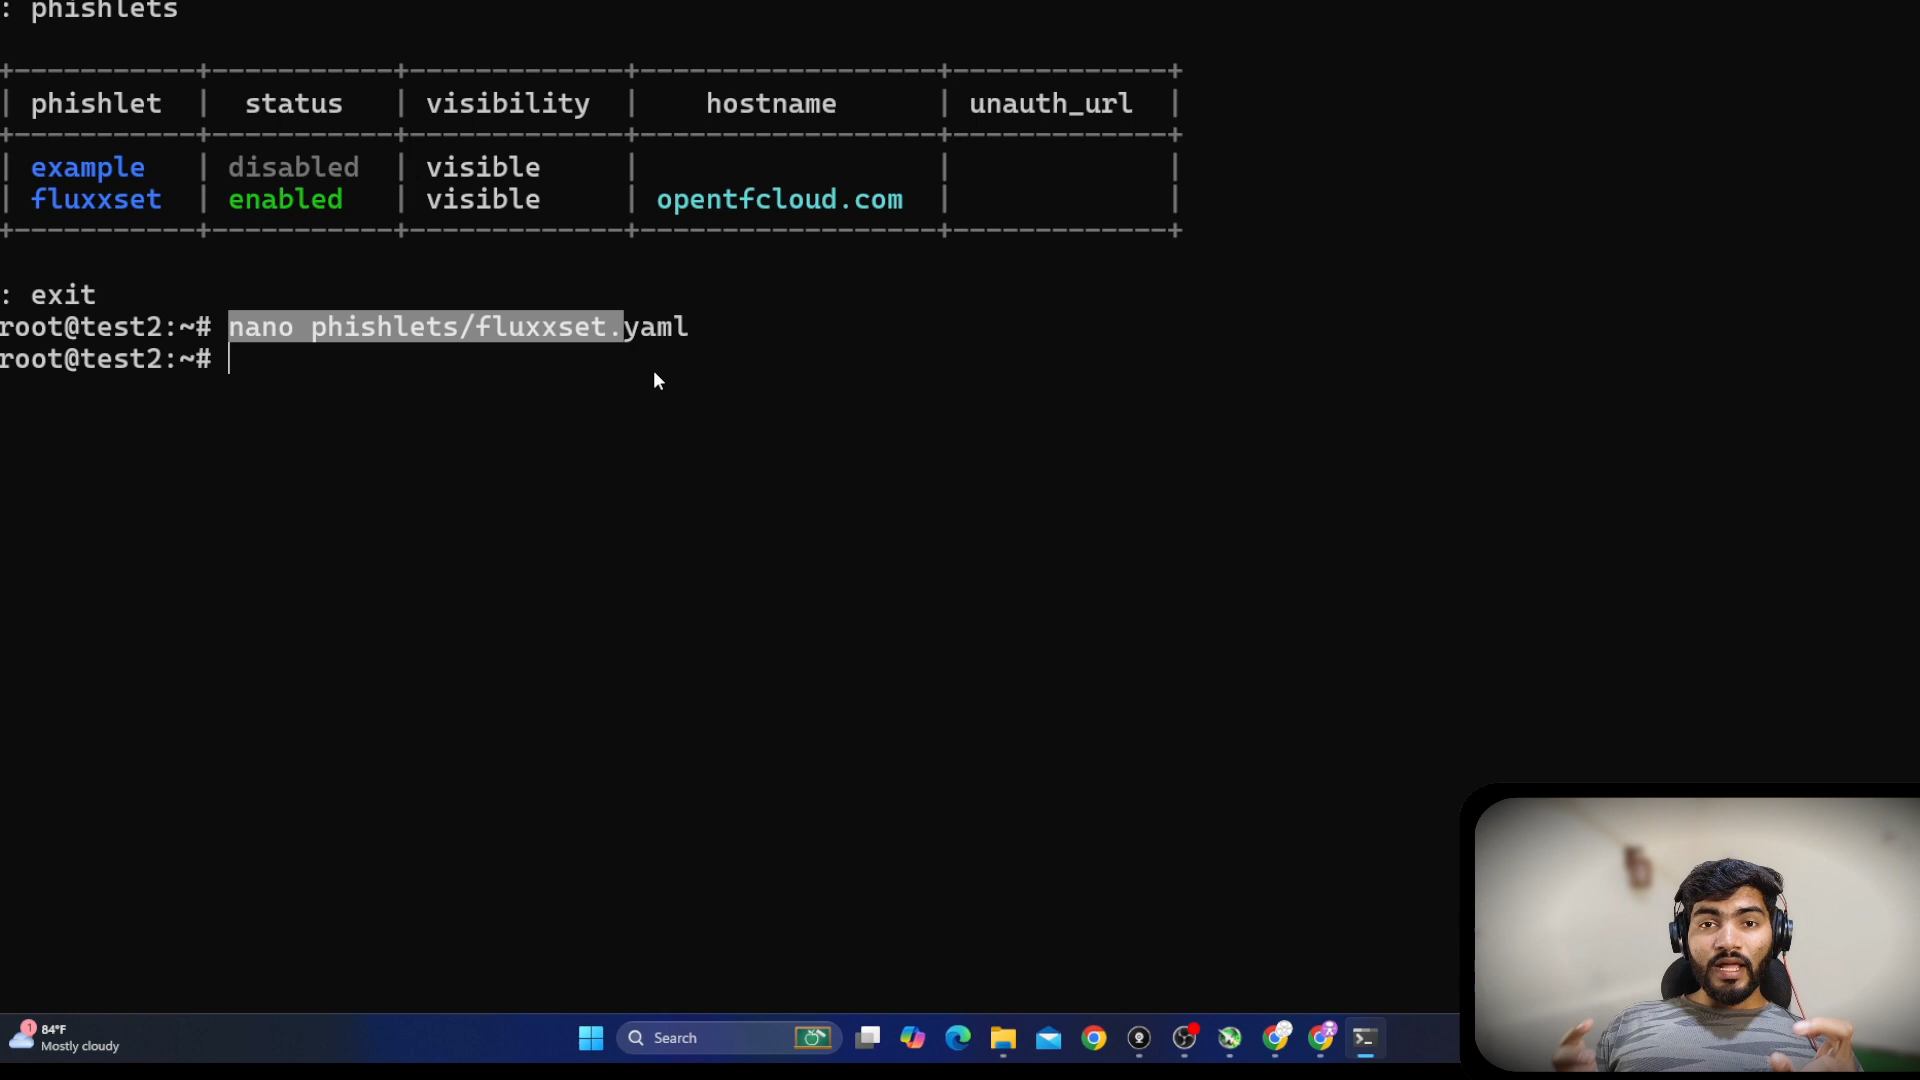 : phishlets
+-----------+-----------+-------------+------------------+-------------+
| phishlet | status | visibility | hostname | unauth_url |
+-----------+-----------+-------------+------------------+-------------+
| example | disabled | visible | | |
| fluxxset | enabled | visible | opentfcloud.com | |
+-----------+-----------+-------------+------------------+-------------+
: exit
root@test2:~# nano phishlets/fluxxset.yaml
root@test2:~#
1
84°F
Mostly cloudy
Search